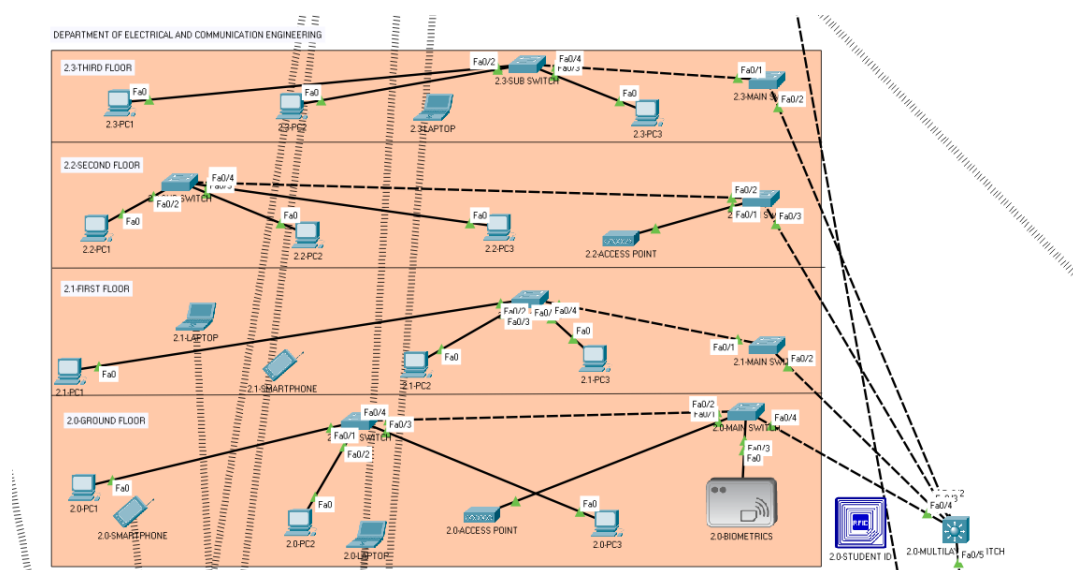 DEPARTMENT OF ELECTRICAL AND COMMUNICATION ENGINEERING
2.3-THIRD FLOOR
Fa0/2
Fa0/4
Fa0/3
2.3-SUB SWITCH
Fa0/1
2.3-MAIN
Fa0/2
Fa0
2.3-PC1
Fa0
2.3-LAPTOP
Fa0
2.3-PC3
2.2-SECOND FLOOR
Fa0/4
Fa0/3
Fa0/2
SWITCH
Fa0/2
Fa0/1
Fa0/3
Fa0
2.2-PC1
Fa0
2.2-PC2
Fa0
2.2-PC3
2.2-ACCESS POINT
2.1-FIRST FLOOR
2.1-LAPTOP
2.1-SMARTPHONE
Fa0/2
Fa0/3
Fa0/4
Fa0/1
2.1-MAIN
Fa0/2
Fa0
2.1-PC1
Fa0
2.1-PC2
Fa0
2.1-PC3
2.0-GROUND FLOOR
Fa0/4
Fa0/1
Fa0/3
SWITCH
Fa0/2
Fa0/2
Fa0/1
2.0-MAIN SWITCH
Fa0/4
Fa0/3
Fa0
Fa0
2.0-PC1
2.0-SMARTPHONE
Fa0
2.0-PC2
2.0-LAPTOP
2.0-ACCESS POINT
Fa0
2.0-PC3
2.0-BIOMETRICS
RFID
2.0-STUDENT ID
Fa0/4
2.0-MULTILA ITCH
Fa0/5